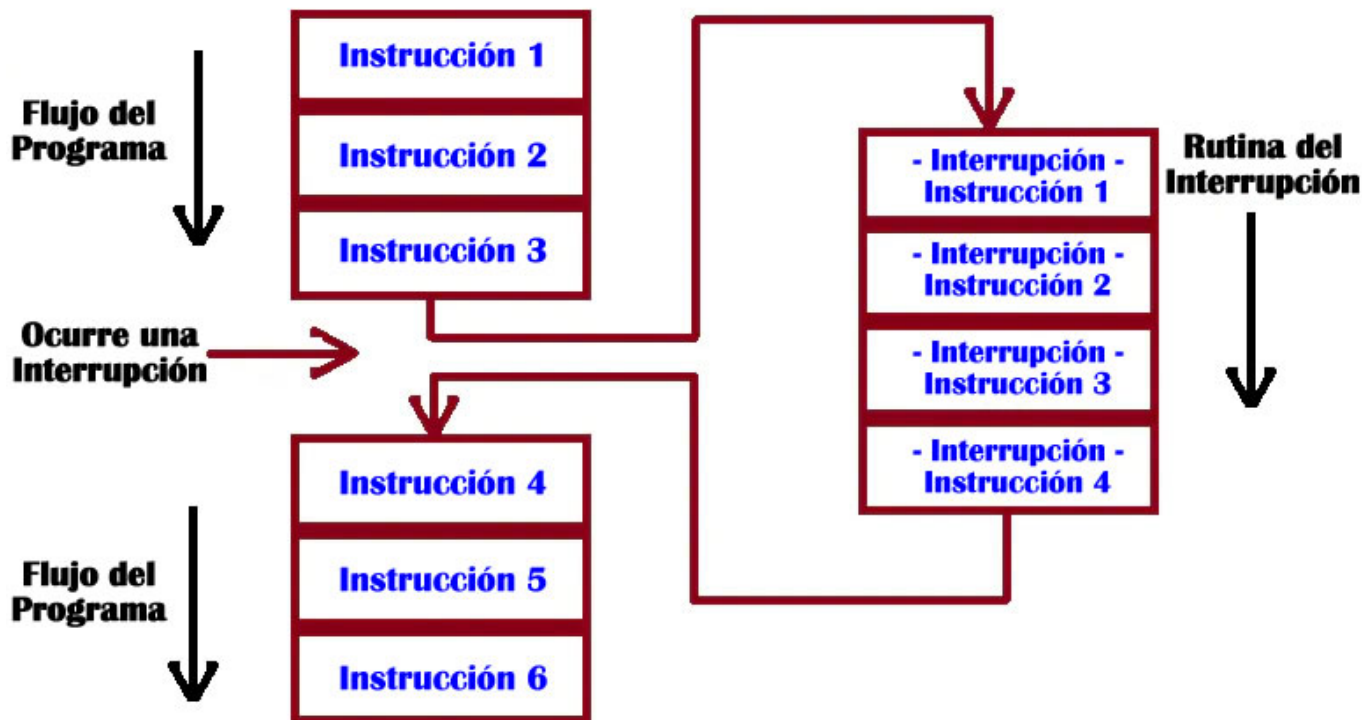 Flujo del
Programa
Instrucción 1
Instrucción 2
Instrucción 3
Ocurre una
Interrupción
Instrucción 4
Instrucción 5
Instrucción 6
Flujo del
Programa
- Interrupción -
Instrucción 1
- Interrupción -
Instrucción 2
- Interrupción -
Instrucción 3
- Interrupción -
Instrucción 4
Rutina del
Interrupción